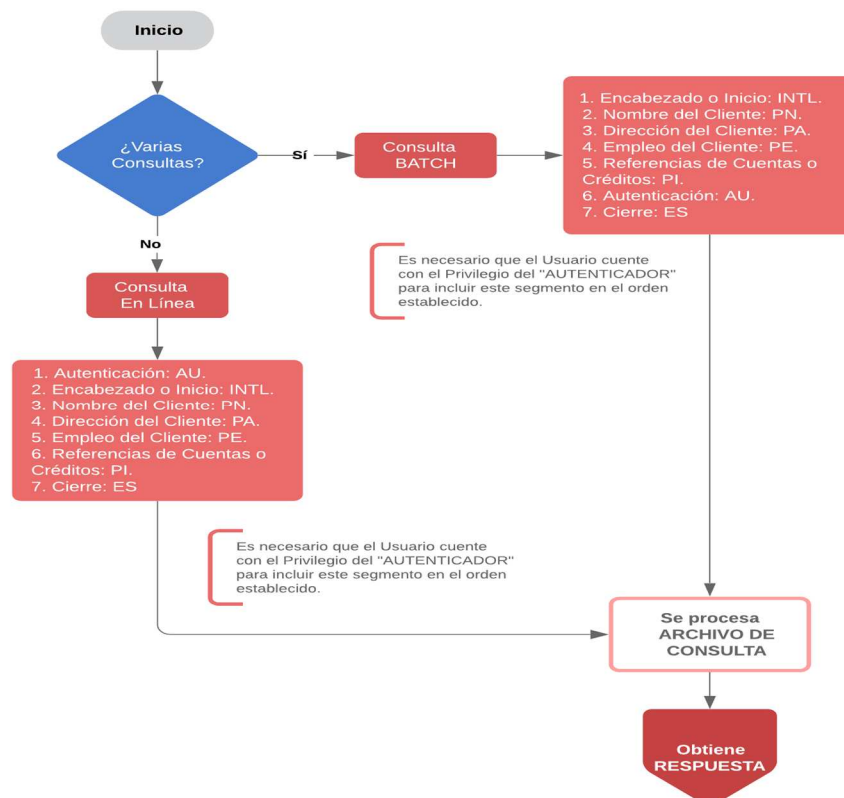 Inicio
¿Varias
Consultas?
Sí
Consulta
BATCH
1. Encabezado o Inicio: INTL.
2. Nombre del Cliente: PN.
3. Dirección del Cliente: PA.
4. Empleo del Cliente: PE.
5. Referencias de Cuentas o
Créditos: PI.
6. Autenticación: AU.
7. Cierre: ES
No
Es necesario que el Usuario cuente
con el Privilegio del "AUTENTICADOR"
para incluir este segmento en el orden
establecido.
Consulta
En Línea
1. Autenticación: AU.
2. Encabezado o Inicio: INTL.
3. Nombre del Cliente: PN.
4. Dirección del Cliente: PA.
5. Empleo del Cliente: PE.
6. Referencias de Cuentas o
Créditos: PI.
7. Cierre: ES
Es necesario que el Usuario cuente
con el Privilegio del "AUTENTICADOR"
para incluir este segmento en el orden
establecido.
Se procesa
ARCHIVO DE
CONSULTA
Obtiene
RESPUESTA